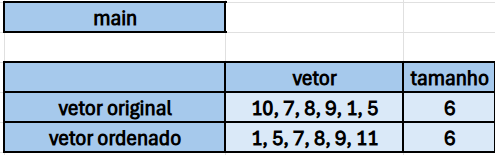 main
vetor tamanho
vetor original 10, 7, 8, 9, 1, 5 6
vetor ordenado 1, 5, 7, 8, 9, 11 6